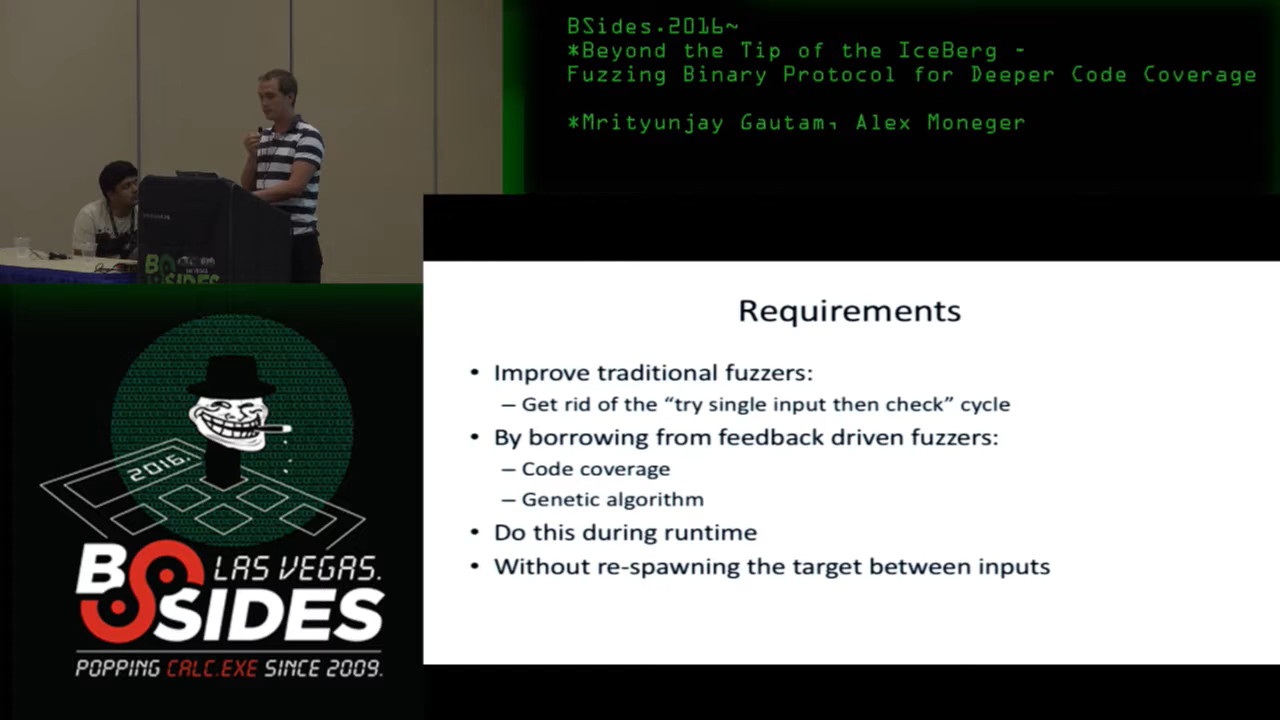 BSides.2016~
*Beyond the Tip of the IceBerg -
Fuzzing Binary Protocol for Deeper Code Coverage
*Mrityunjay Gautam, Alex Moneger
Requirements
• Improve traditional fuzzers:
– Get rid of the “try single input then check” cycle
• By borrowing from feedback driven fuzzers:
– Code coverage
– Genetic algorithm
• Do this during runtime
• Without re-spawning the target between inputs
2016.
BSIDES
LAS VEGAS.
POPPING CALC.EXE SINCE 2009.
BSIDES